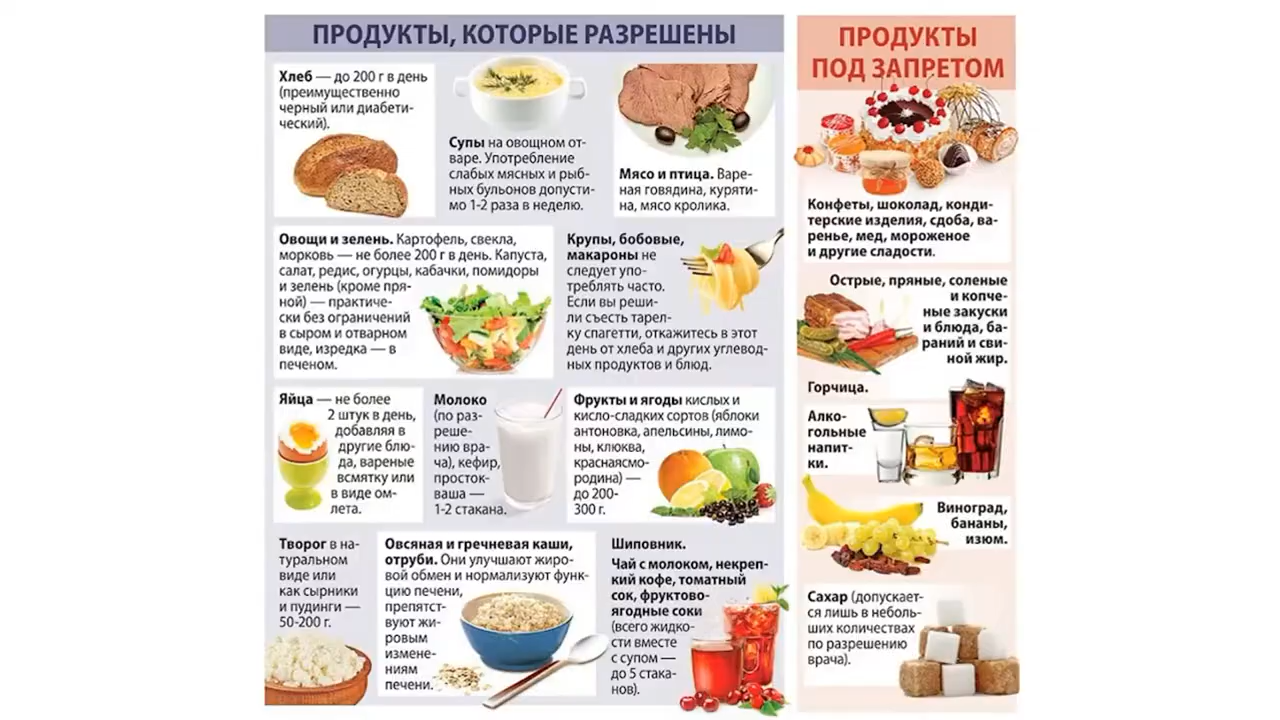 ПРОДУКТЫ, КОТОРЫЕ РАЗРЕШЕНЫ
Хлеб — до 200 г в день
(преимущественно
черный или диабети-
ческий).
Супы на овощном от-
варе. Употребление
слабых мясных и рыб-
ных бульонов допусти-
мо 1-2 раза в неделю.
Мясо и птица. Варе-
ная говядина, куряти-
на, мясо кролика.
Овощи и зелень. Картофель, свекла,
морковь — не более 200 г в день. Капуста,
салат, редис, огурцы, кабачки, помидоры
и зелень (кроме пря-
ной) — практиче-
ски без ограничений
в сыром и отварном
виде, изредка — в
печеном.
Крупы, бобовые,
макароны не
следует упо-
треблять часто.
Если вы реши-
ли съесть тарел-
ку спагетти, откажитесь в этот
день от хлеба и других углевод-
ных продуктов и блюд.
Яйца — не более
2 штук в день,
добавляя в
другие блю-
да, вареные
всмятку или
в виде ом-
лета.
Молоко
(по раз-
реше-
нию вра-
ча), кефир,
просток-
ваша —
1-2 стакана.
Фрукты и ягоды кислых и
кисло-сладких сортов (яблоки
антоновка, апельсины, лимо-
ны, клюква,
краснаясмо-
родина) —
до 200-
300 г.
Творог в на-
туральном
виде или
как сырники
и пудинги —
50-200 г.
Овсяная и гречневая каши,
отруби. Они улучшают жиро-
вой обмен и нормализуют функ-
цию печени,
препятст-
вуют жи-
ровым
измене-
ниям
печени.
Шиповник.
Чай с молоком, некреп-
кий кофе, томатный
сок, фруктово-
ягодные соки
(всего жидко-
сти вместе
с супом —
до 5 стака-
нов).
ПРОДУКТЫ
ПОД ЗАПРЕТОМ
Конфеты, шоколад, конди-
терские изделия, сдоба, ва-
ренье, мед, мороженое
и другие сладости.
Острые, пряные, соленые
и копче-
ные закуски
и блюда, ба-
раний и сви-
ной жир.
Горчица.
Алко-
гольные
напит-
ки.
Виноград,
бананы,
изюм.
Сахар (допускает-
ся лишь в неболь-
ших количествах
по разрешению
врача).